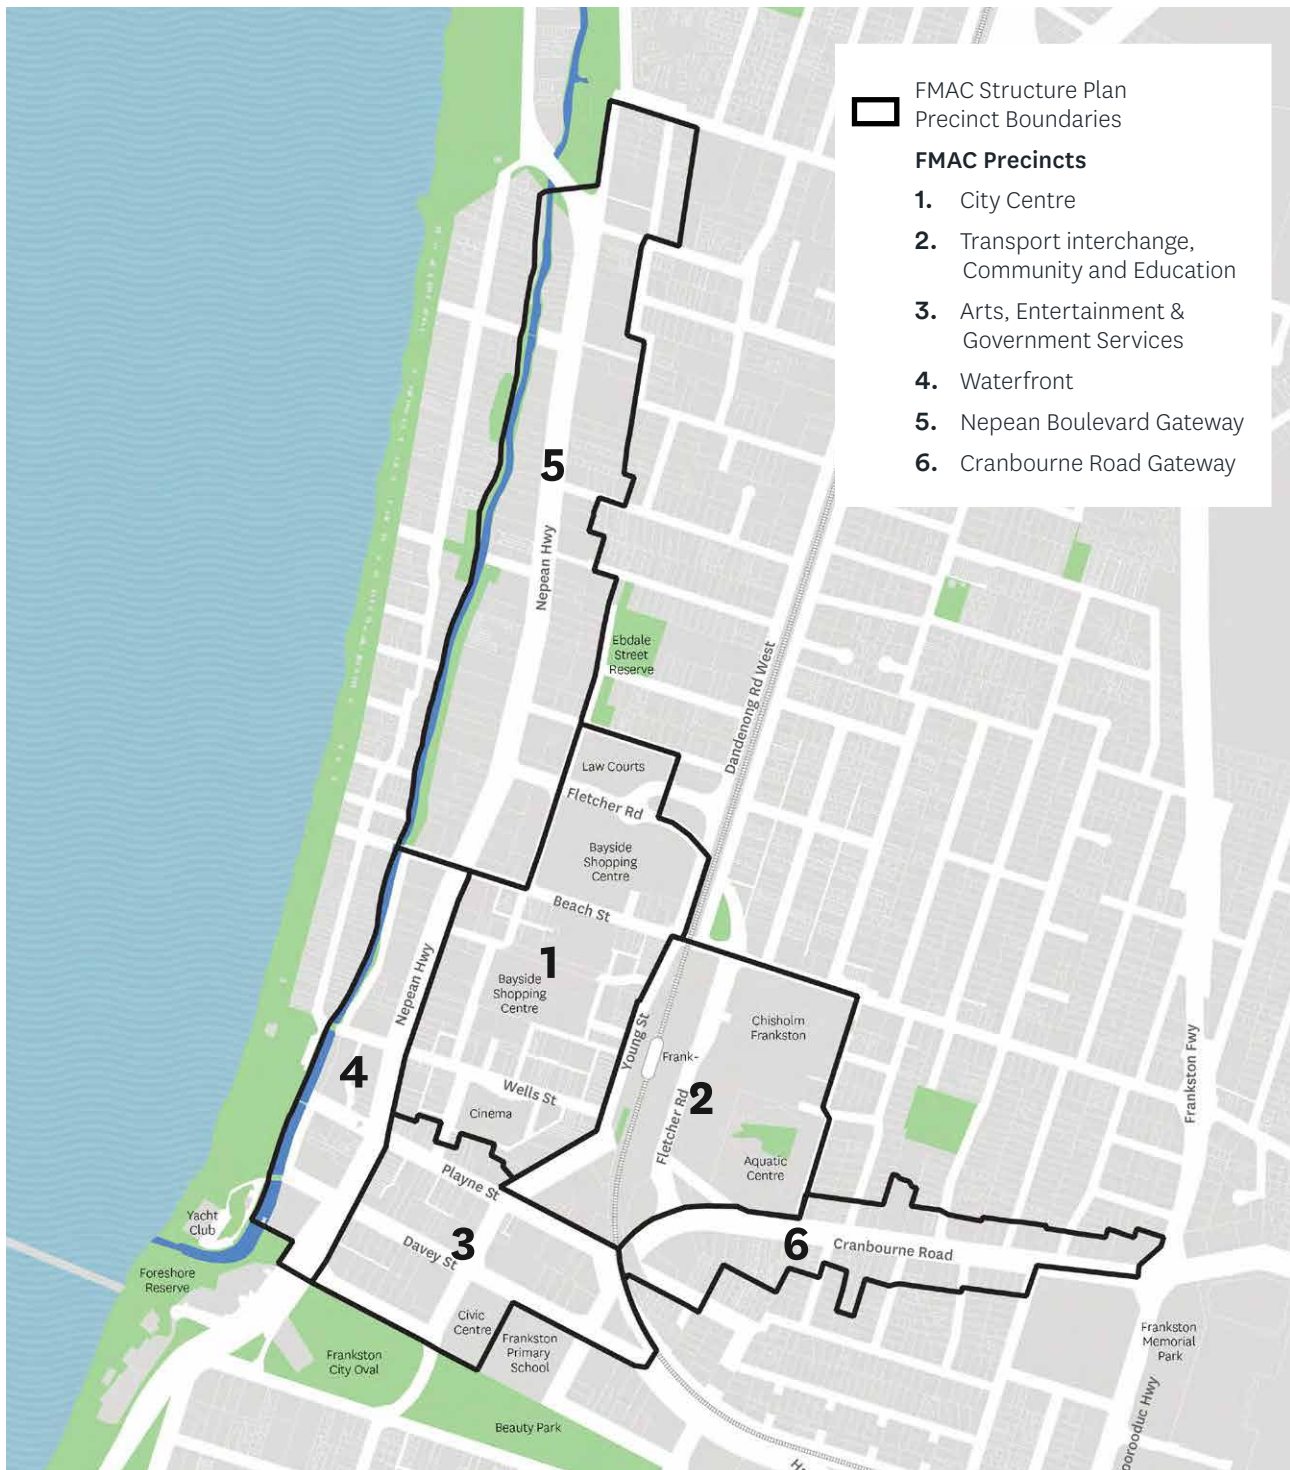 FMAC Structure Plan
Precinct Boundaries
FMAC Precincts
1. City Centre
2. Transport interchange,
Community and Education
3. Arts, Entertainment &
Government Services
4. Waterfront
5. Nepean Boulevard Gateway
6. Cranbourne Road Gateway
5
Nepean Hwy
Ebdale
Street
Reserve
Dandenong Rd West
Law Courts
Fletcher Rd
Bayside
Shopping
Centre
Beach St
1
Nepean Hwy
Bayside
Shopping
Centre
Young St
Chisholm
Frankston
Frank-
4
Wells St
2
Frankston Fwy
Cinema
Fletcher Rd
Aquatic
Centre
Playne St
Yacht
Club
3
Davey St
6
Cranbourne Road
Foreshore
Reserve
Civic
Centre
Frankston
Primary
School
Frankston
Memorial
Park
Frankston
City Oval
Beauty Park
oorooduc Hwy